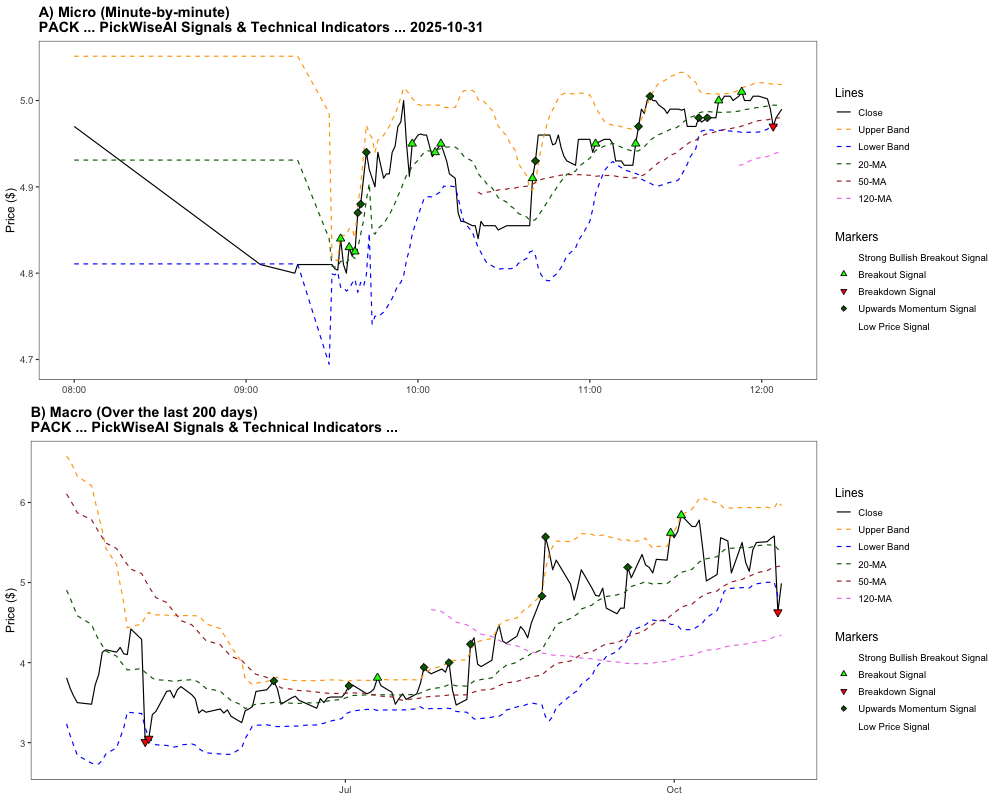 A) Micro (Minute-by-minute)
PACK ... PickWiseAI Signals & Technical Indicators ... 2025-10-31
Price ($)
5.0
4.9
4.8
4.7
08:00
09:00
10:00
11:00
12:00
Lines
Close
Upper Band
Lower Band
20-MA
50-MA
120-MA
Markers
Strong Bullish Breakout Signal
Breakout Signal
Breakdown Signal
Upwards Momentum Signal
Low Price Signal
B) Macro (Over the last 200 days)
PACK ... PickWiseAI Signals & Technical Indicators ...
Price ($)
6
5
4
3
Jul
Oct
Lines
Close
Upper Band
Lower Band
20-MA
50-MA
120-MA
Markers
Strong Bullish Breakout Signal
Breakout Signal
Breakdown Signal
Upwards Momentum Signal
Low Price Signal